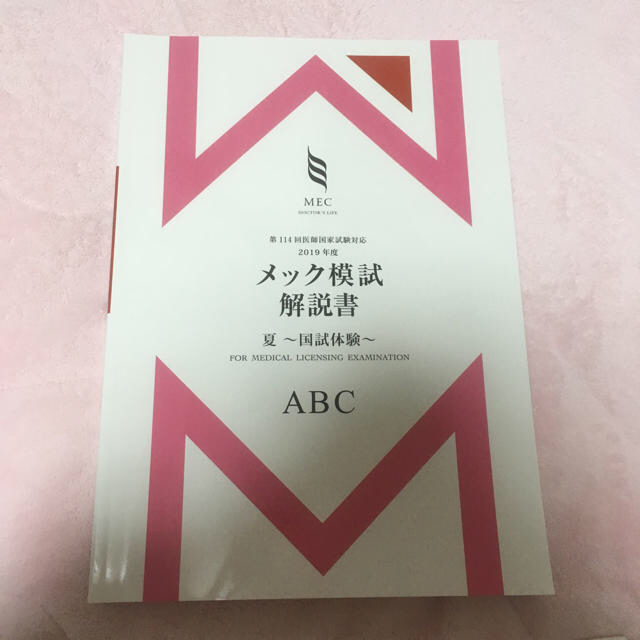 MEC
DOCTOR'S LIFE
第114回医師国家試験対応
2019年度
メック模試
解説書
夏 ～国試体験～
FOR MEDICAL LICENSING EXAMINATION
ABC